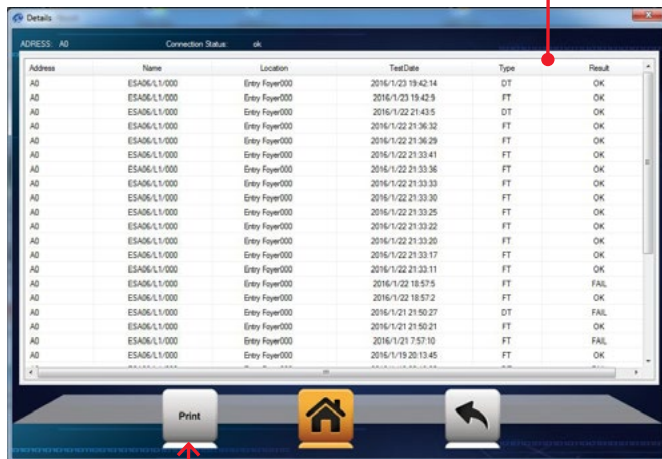 Details
ADRESS: A0 Connection Status: ok
Address Name Location TestDate Type Result
A0 ESA06/L1/000 Entry Foyer000 2016/1/23 19:42:14 DT OK
A0 ESA06/L1/000 Entry Foyer000 2016/1/23 19:42:9 FT OK
A0 ESA06/L1/000 Entry Foyer000 2016/1/22 21:43:5 DT OK
A0 ESA06/L1/000 Entry Foyer000 2016/1/22 21:36:32 FT OK
A0 ESA06/L1/000 Entry Foyer000 2016/1/22 21:36:29 FT OK
A0 ESA06/L1/000 Entry Foyer000 2016/1/22 21:33:41 FT OK
A0 ESA06/L1/000 Entry Foyer000 2016/1/22 21:33:36 FT OK
A0 ESA06/L1/000 Entry Foyer000 2016/1/22 21:33:33 FT OK
A0 ESA06/L1/000 Entry Foyer000 2016/1/22 21:33:30 FT OK
A0 ESA06/L1/000 Entry Foyer000 2016/1/22 21:33:25 FT OK
A0 ESA06/L1/000 Entry Foyer000 2016/1/22 21:33:22 FT OK
A0 ESA06/L1/000 Entry Foyer000 2016/1/22 21:33:20 FT OK
A0 ESA06/L1/000 Entry Foyer000 2016/1/22 21:33:17 FT OK
A0 ESA06/L1/000 Entry Foyer000 2016/1/22 21:33:11 FT OK
A0 ESA06/L1/000 Entry Foyer000 2016/1/22 18:57:5 FT FAIL
A0 ESA06/L1/000 Entry Foyer000 2016/1/22 18:57:2 FT OK
A0 ESA06/L1/000 Entry Foyer000 2016/1/21 21:50:27 DT FAIL
A0 ESA06/L1/000 Entry Foyer000 2016/1/21 21:50:21 FT OK
A0 ESA06/L1/000 Entry Foyer000 2016/1/21 7:57:10 FT FAIL
A0 ESA06/L1/000 Entry Foyer000 2016/1/19 20:13:45 FT OK
Print